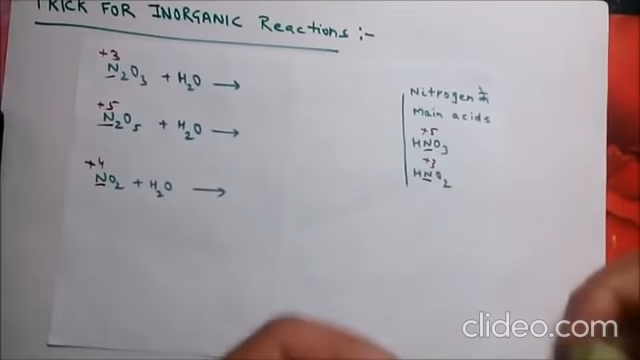 TRICK FOR INORGANIC Reactions :-
+3
N2O3 + H2O →
+5
N2O5 + H2O →
+4
NO2 + H2O →
Nitrogen के
Main acids
+5
HNO3
+3
HNO2
clideo.com